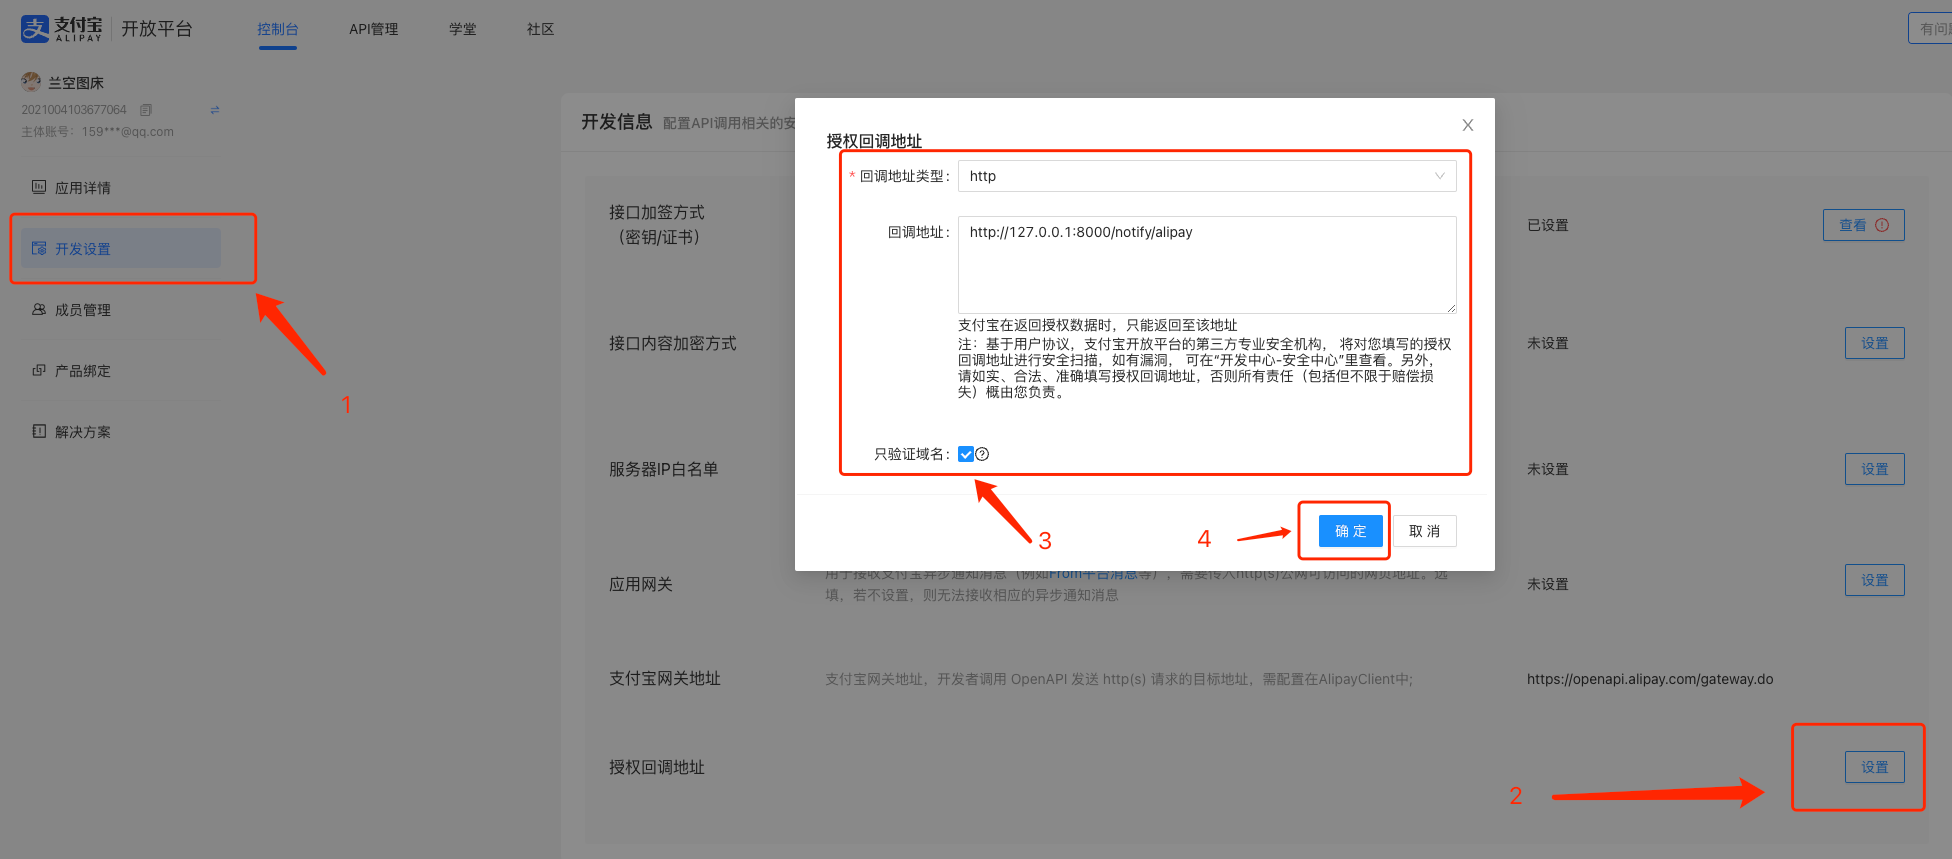 支付宝 ALIPAY 开放平台 控制台 API管理 学堂 社区
兰空图床
2021004103677064
主体账号：159***@qq.com
应用详情
开发设置
成员管理
产品绑定
解决方案
1
开发信息 配置API调用相关的安
接口加签方式
（密钥/证书）
已设置
查看
接口内容加密方式
未设置
设置
服务器IP白名单
未设置
设置
应用网关
用于接收支付宝异步通知消息（例如From平台消息等），需要传入http(s)公网可访问的网页地址。选
填，若不设置，则无法接收相应的异步通知消息
未设置
设置
支付宝网关地址
支付宝网关地址，开发者调用 OpenAPI 发送 http(s) 请求的目标地址，需配置在AlipayClient中;
https://openapi.alipay.com/gateway.do
授权回调地址
设置
2
授权回调地址
* 回调地址类型： http
回调地址： http://127.0.0.1:8000/notify/alipay
支付宝在返回授权数据时，只能返回至该地址
注：基于用户协议，支付宝开放平台的第三方专业安全机构， 将对您填写的授权
回调地址进行安全扫描，如有漏洞， 可在“开发中心-安全中心”里查看。另外，
请如实、合法、准确填写授权回调地址，否则所有责任（包括但不限于赔偿损
失）概由您负责。
只验证域名：
3
4
确 定 取 消